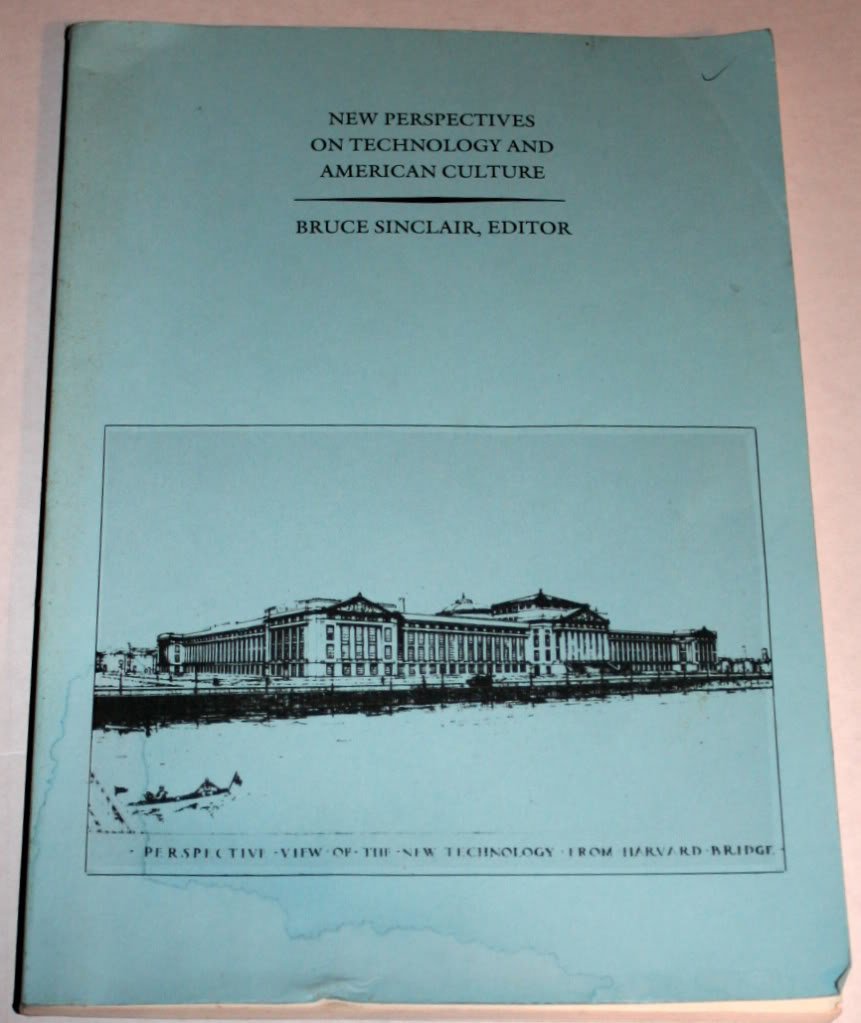 NEW PERSPECTIVES
ON TECHNOLOGY AND
AMERICAN CULTURE
BRUCE SINCLAIR, EDITOR
· PERSPECTIVE · VIEW · OF · THE · NEW TECHNOLOGY · FROM HARVARD · BRIDGE ·